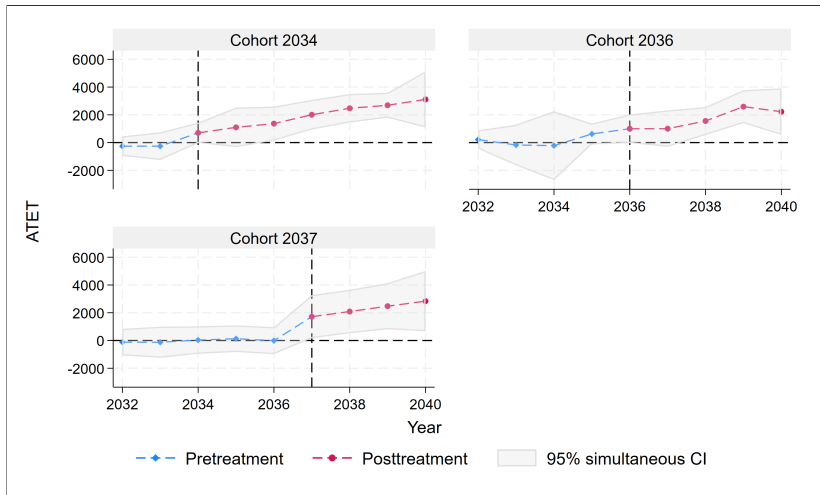 Cohort 2034
Cohort 2036
6000
4000
2000
0
-2000
2032 2034 2036 2038 2040
ATET
Cohort 2037
6000
4000
2000
0
-2000
2032 2034 2036 2038 2040
Year
Pretreatment Posttreatment 95% simultaneous CI